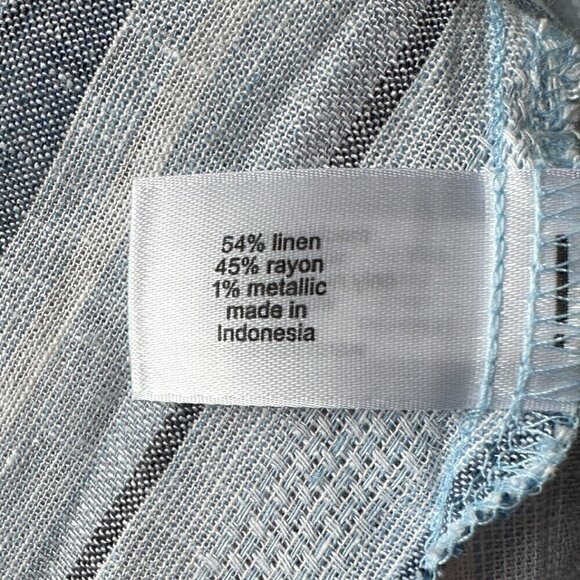 54% linen
45% rayon
1% metallic
made in
Indonesia